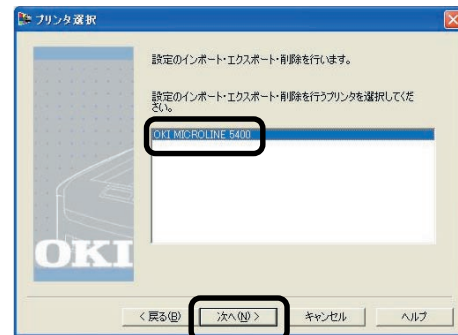 プリンタ選択
設定のインポート・エクスポート・削除を行います。
設定のインポート・エクスポート・削除を行うプリンタを選択してくだ
さい。
OKI MICROLINE 5400
OKI
< 戻る(B)
次へ(N) >
キャンセル
ヘルプ